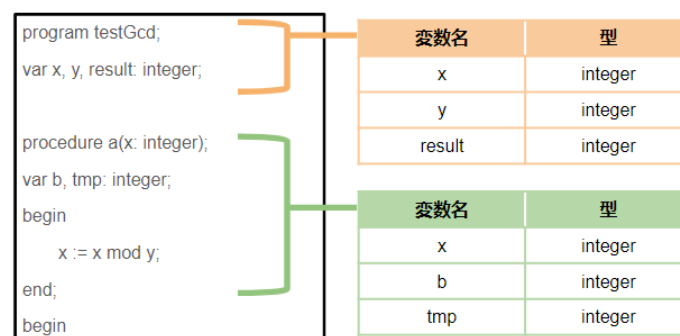 program testGcd;
var x, y, result: integer;
procedure a(x: integer);
var b, tmp: integer;
begin
x := x mod y;
end;
begin
変数名 型
x integer
y integer
result integer
変数名 型
x integer
b integer
tmp integer